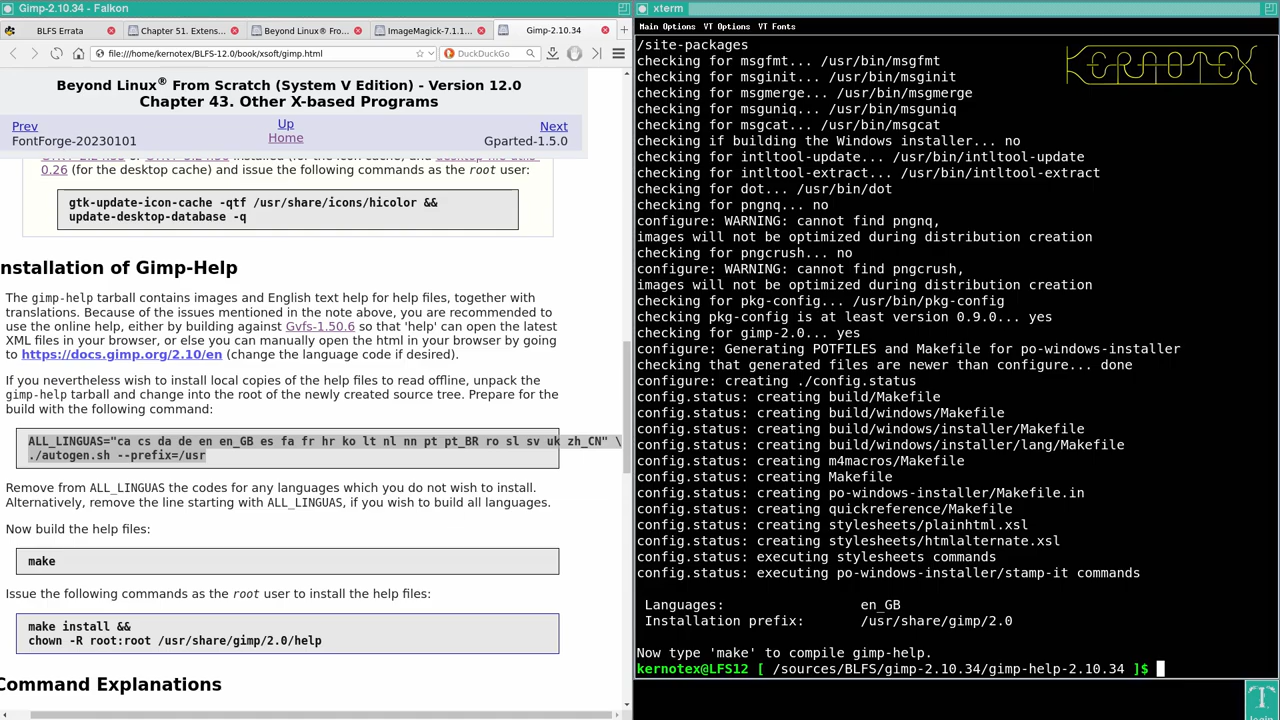 Gimp-2.10.34 - Falkon
BLFS Errata
Chapter 51. Extens...
Beyond Linux® Fro...
ImageMagick-7.1.1...
Gimp-2.10.34
file:///home/kernotex/BLFS-12.0/book/xsoft/gimp.html
DuckDuckGo
Beyond Linux® From Scratch (System V Edition) - Version 12.0
Chapter 43. Other X-based Programs
Prev
Up
Next
FontForge-20230101
Home
Gparted-1.5.0
0.26 (for the desktop cache) and issue the following commands as the root user:
gtk-update-icon-cache -qtf /usr/share/icons/hicolor &&
update-desktop-database -q
nstallation of Gimp-Help
The gimp-help tarball contains images and English text help for help files, together with
translations. Because of the issues mentioned in the note above, you are recommended to
use the online help, either by building against Gvfs-1.50.6 so that 'help' can open the latest
XML files in your browser, or else you can manually open the html in your browser by going
to https://docs.gimp.org/2.10/en (change the language code if desired).
If you nevertheless wish to install local copies of the help files to read offline, unpack the
gimp-help tarball and change into the root of the newly created source tree. Prepare for the
build with the following command:
ALL_LINGUAS="ca cs da de en en_GB es fa fr hr ko lt nl nn pt pt_BR ro sl sv uk zh_CN" \
./autogen.sh --prefix=/usr
Remove from ALL_LINGUAS the codes for any languages which you do not wish to install.
Alternatively, remove the line starting with ALL_LINGUAS, if you wish to build all languages.
Now build the help files:
make
Issue the following commands as the root user to install the help files:
make install &&
chown -R root:root /usr/share/gimp/2.0/help
Command Explanations
xterm
Main Options VT Options VT Fonts
KERNOTEX
/site-packages
checking for msgfmt... /usr/bin/msgfmt
checking for msginit... /usr/bin/msginit
checking for msgmerge... /usr/bin/msgmerge
checking for msguniq... /usr/bin/msguniq
checking for msgcat... /usr/bin/msgcat
checking if building the Windows installer... no
checking for intltool-update... /usr/bin/intltool-update
checking for intltool-extract... /usr/bin/intltool-extract
checking for dot... /usr/bin/dot
checking for pngnq... no
configure: WARNING: cannot find pngnq,
images will not be optimized during distribution creation
checking for pngcrush... no
configure: WARNING: cannot find pngcrush,
images will not be optimized during distribution creation
checking for pkg-config... /usr/bin/pkg-config
checking pkg-config is at least version 0.9.0... yes
checking for gimp-2.0... yes
configure: Generating POTFILES and Makefile for po-windows-installer
checking that generated files are newer than configure... done
configure: creating ./config.status
config.status: creating build/Makefile
config.status: creating build/windows/Makefile
config.status: creating build/windows/installer/Makefile
config.status: creating build/windows/installer/lang/Makefile
config.status: creating m4macros/Makefile
config.status: creating Makefile
config.status: creating po-windows-installer/Makefile.in
config.status: creating quickreference/Makefile
config.status: creating stylesheets/plainhtml.xsl
config.status: creating stylesheets/htmlalternate.xsl
config.status: executing stylesheets commands
config.status: executing po-windows-installer/stamp-it commands
Languages: en_GB
Installation prefix: /usr/share/gimp/2.0
Now type 'make' to compile gimp-help.
kernotex@LFS12 [ /sources/BLFS/gimp-2.10.34/gimp-help-2.10.34 ]$